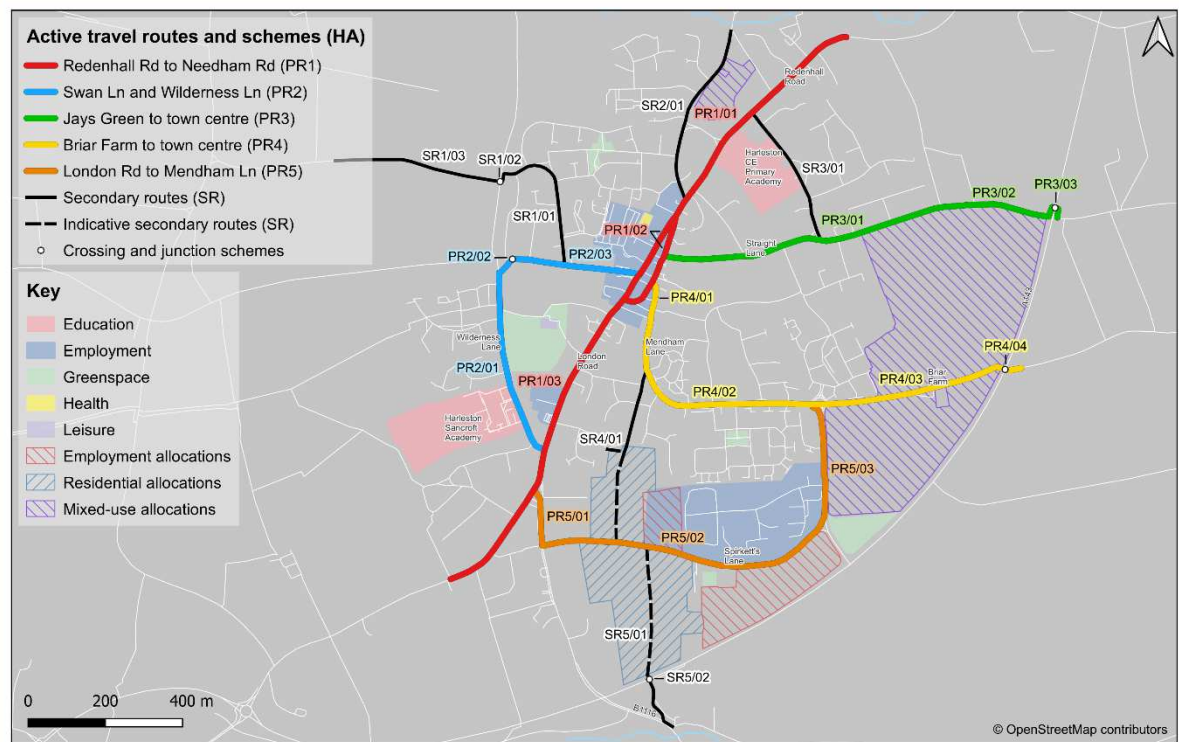 Active travel routes and schemes (HA)
Redenhall Rd to Needham Rd (PR1)
Swan Ln and Wilderness Ln (PR2)
Jays Green to town centre (PR3)
Briar Farm to town centre (PR4)
London Rd to Mendham Ln (PR5)
Secondary routes (SR)
Indicative secondary routes (SR)
Crossing and junction schemes
Key
Education
Employment
Greenspace
Health
Leisure
Employment allocations
Residential allocations
Mixed-use allocations
0 200 400 m
Redenhall
Road
SR2/01
PR1/01
SR1/03
SR1/02
Harleston
CE
Primary
Academy
SR3/01
PR3/02
PR3/03
SR1/01
PR3/01
PR1/02
Straight
Lane
PR2/02
PR2/03
A143
PR4/01
Wilderness
Lane
London
Road
Mendham
Lane
PR4/04
PR2/01
PR1/03
PR4/02
PR4/03
Briar
Farm
Harleston
Sancroft
Academy
SR4/01
PR5/03
PR5/01
PR5/02
Spirkett's
Lane
SR5/01
SR5/02
B1116
© OpenStreetMap contributors